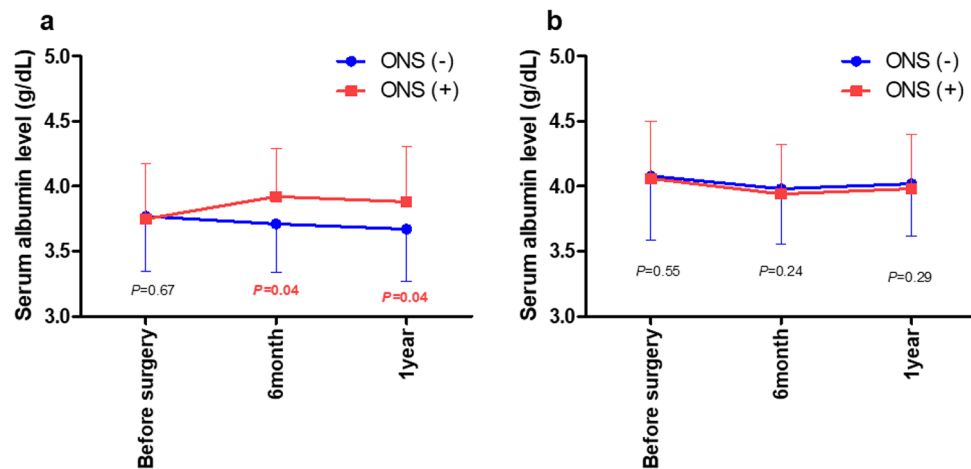 a
Serum albumin level (g/dL)
5.0
4.5
4.0
3.5
3.0
ONS (-)
ONS (+)
P=0.67
P=0.04
P=0.04
Before surgery
6month
1year
b
Serum albumin level (g/dL)
5.0
4.5
4.0
3.5
3.0
ONS (-)
ONS (+)
P=0.55
P=0.24
P=0.29
Before surgery
6month
1year